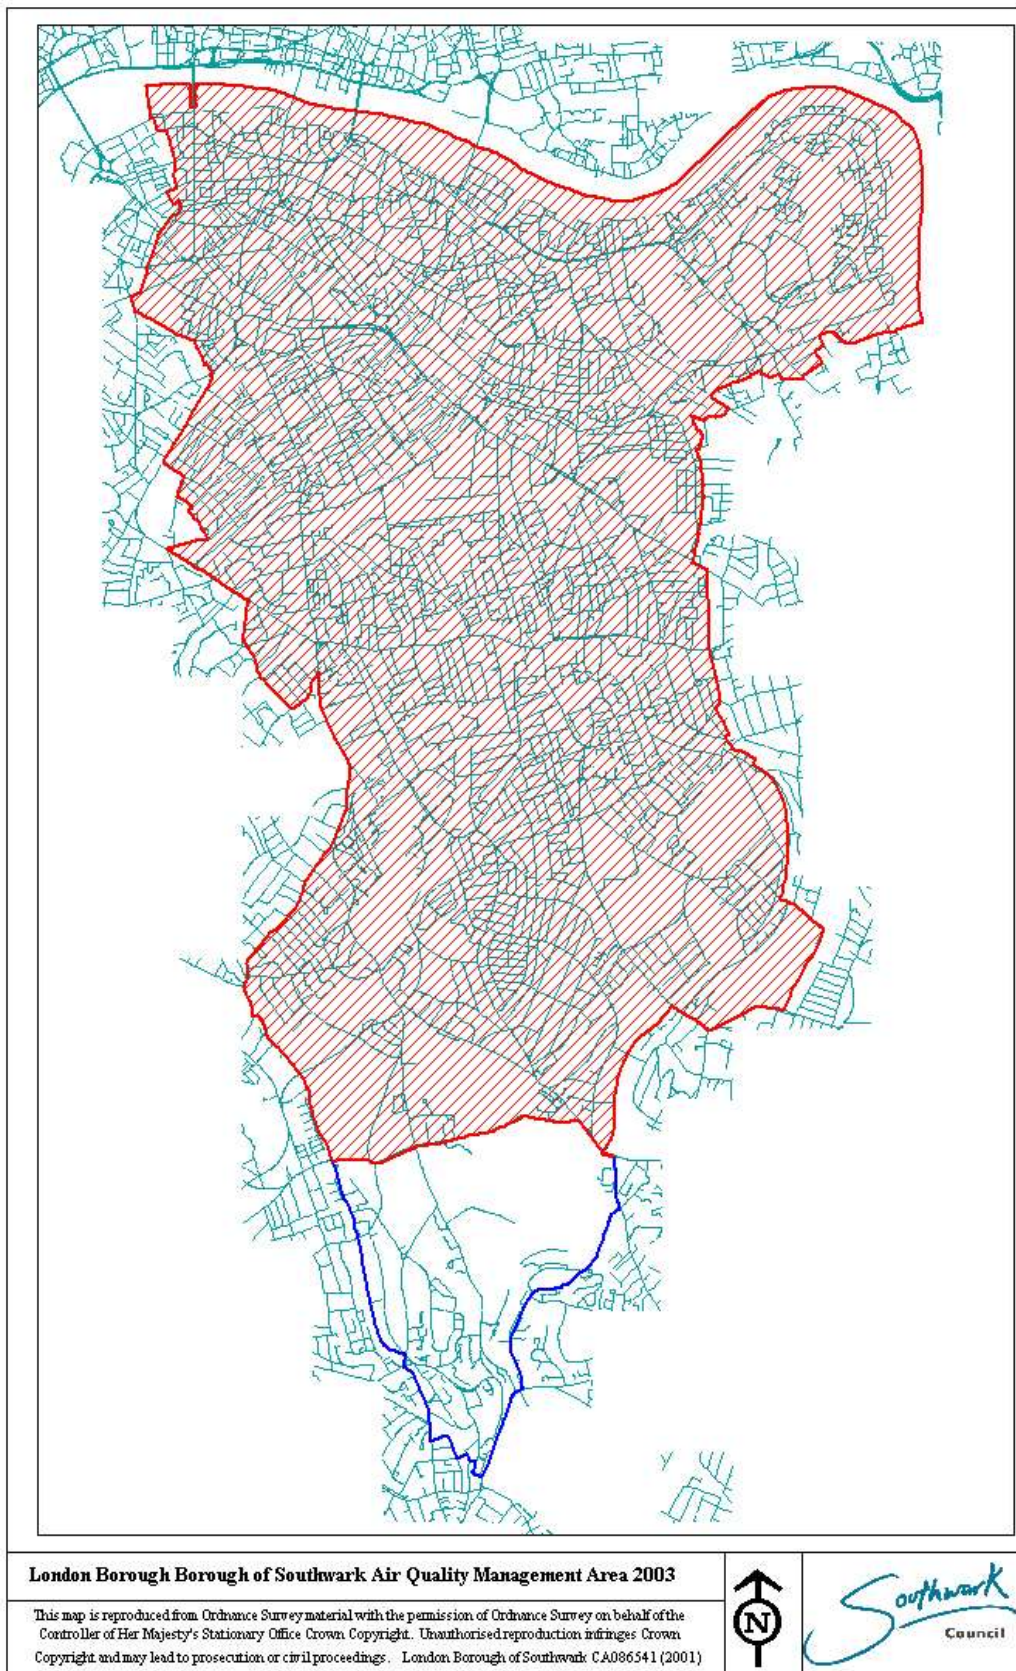 London Borough Borough of Southwark Air Quality Management Area 2003
This map is reproduced from Ordnance Survey material with the permission of Ordnance Survey on behalf of the
Controller of Her Majesty's Stationary Office Crown Copyright. Unauthorised reproduction infringes Crown
Copyright and may lead to prosecution or civil proceedings. London Borough of Southwark CA086541 (2001)
N
Southwark
Council